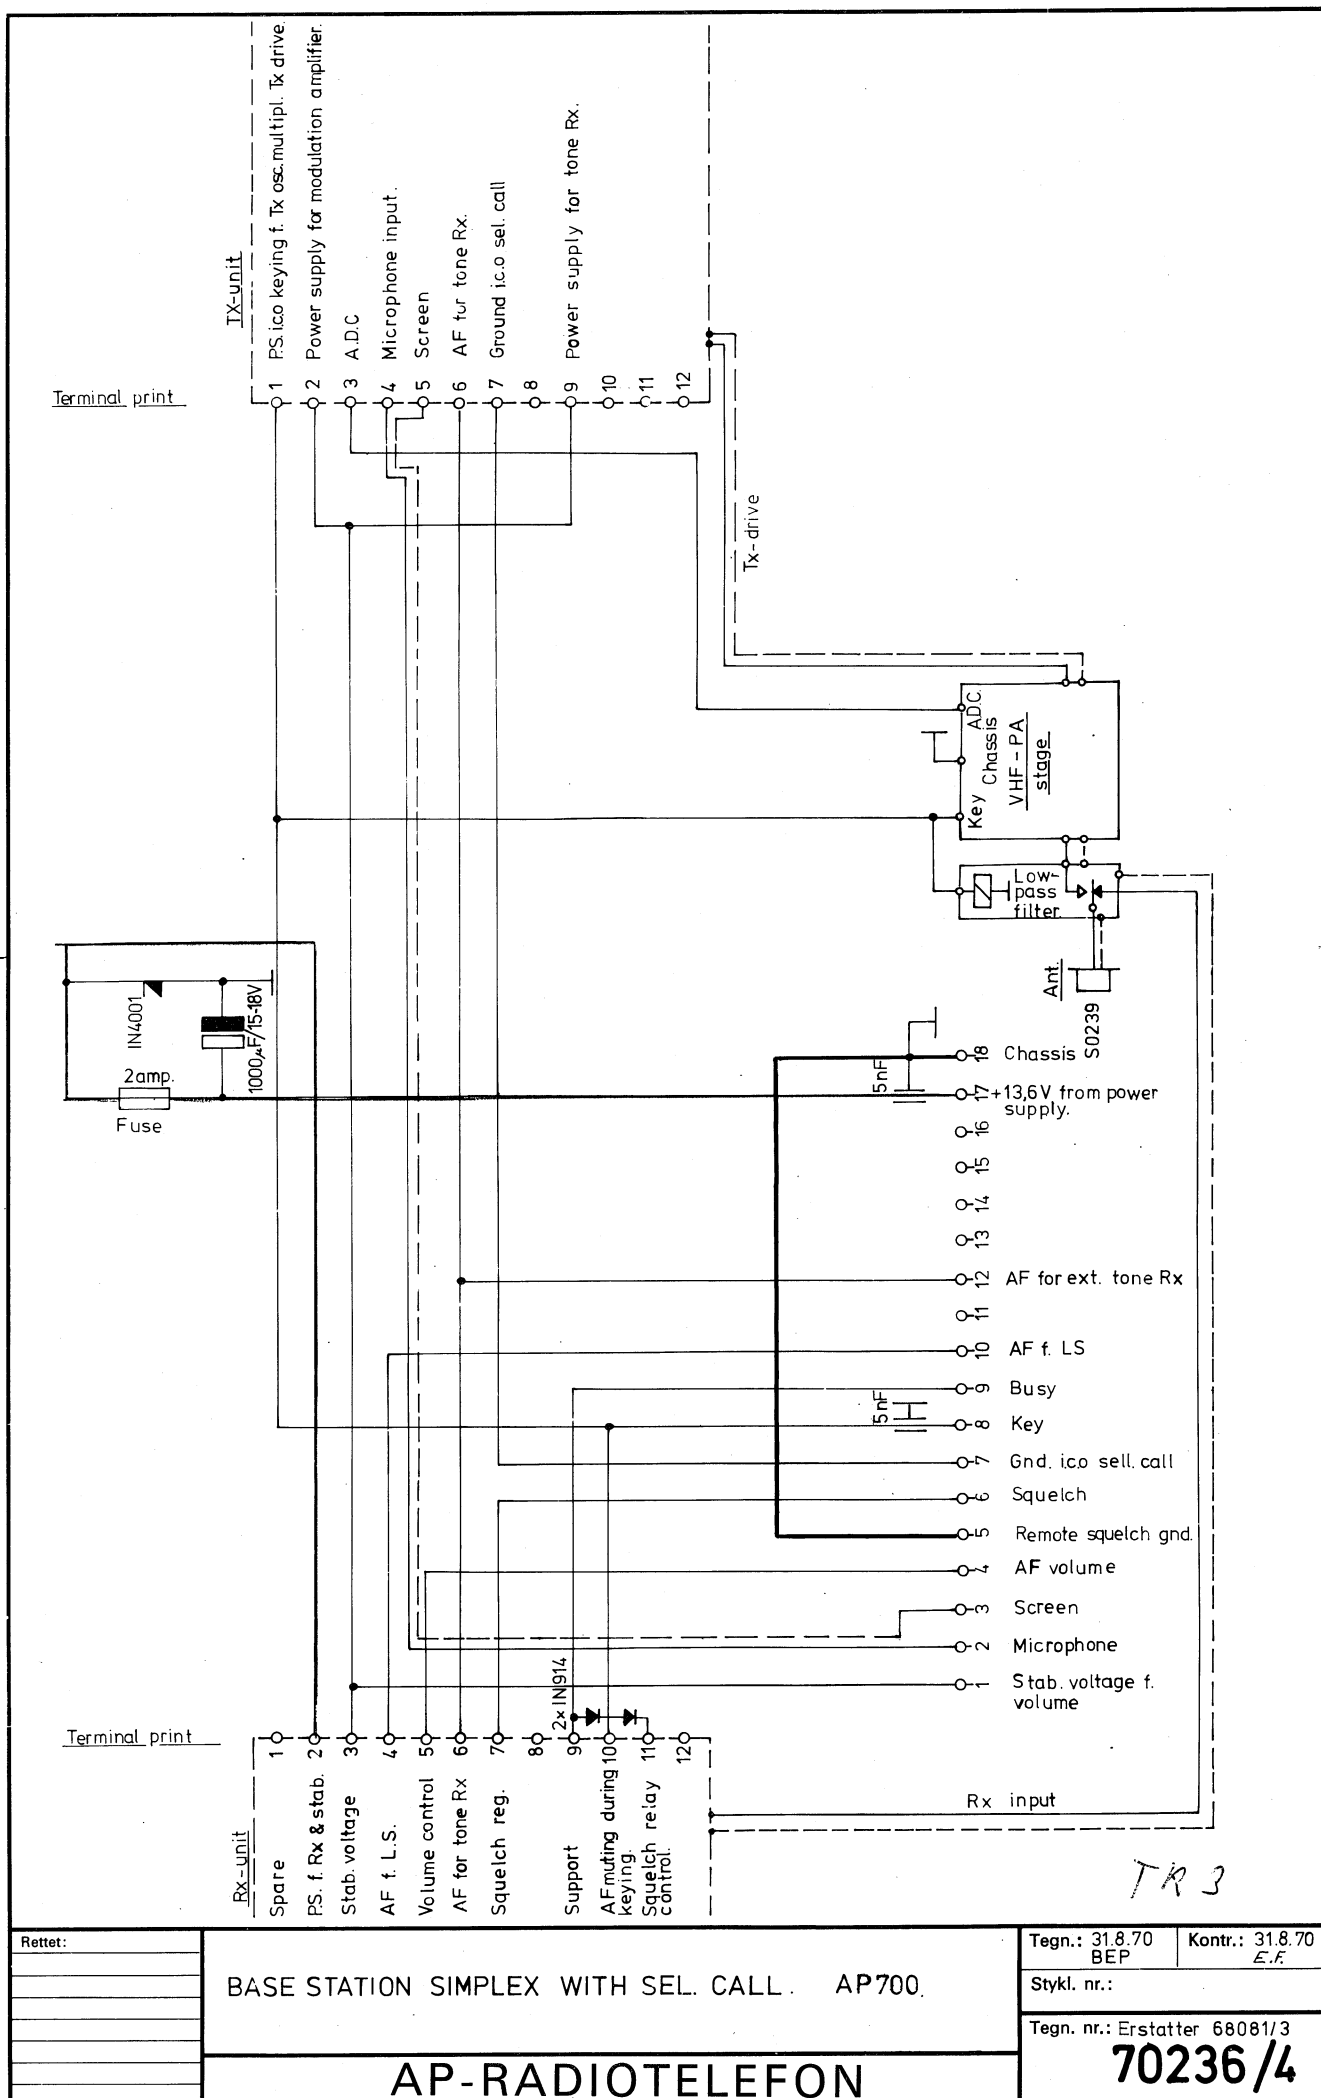 TX-unit
Terminal print
1 P.S. i.c.o keying f. Tx osc. multipl. Tx drive.
2 Power supply for modulation amplifier.
3 A.D.C
4 Microphone input.
5 Screen
6 AF fur tone Rx.
7 Ground i.c.o sel. call
8
9 Power supply for tone Rx.
10
11
12
Tx-drive
A.D.C.
Chassis
Key
VHF-PA
stage
Low-
pass
filter.
Ant.
SO239
IN4001
1000µF/15-18V
2amp.
Fuse
5nF
18 Chassis
17 +13,6V from power
supply.
16
15
14
13
12 AF for ext. tone Rx
11
10 AF f. LS
9 Busy
5nF
8 Key
7 Gnd. i.c.o sell. call
6 Squelch
5 Remote squelch gnd.
4 AF volume
3 Screen
2 Microphone
1 Stab. voltage f.
volume
2x IN914
Terminal print
Rx-unit
1 Spare
2 P.S. f. Rx & stab.
3 Stab. voltage
4 AF f. L.S.
5 Volume control
6 AF for tone Rx
7 Squelch reg.
8
9 Support
10 AF muting during
keying.
11 Squelch relay
control.
12
Rx input
TR 3
Rettet:
BASE STATION SIMPLEX WITH SEL. CALL. AP700.
AP-RADIOTELEFON
Tegn.: 31.8.70
BEP
Kontr.: 31.8.70
E.F.
Stykl. nr.:
Tegn. nr.: Erstatter 68081/3
70236/4